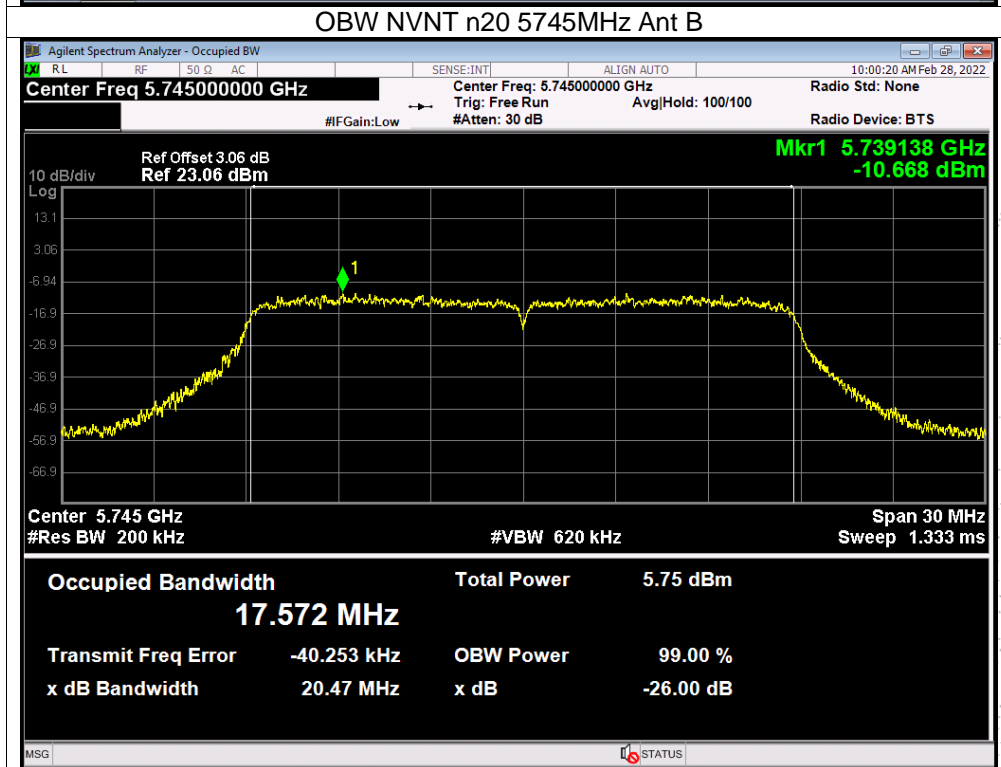 OBW NVNT n20 5745MHz Ant B
Agilent Spectrum Analyzer - Occupied BW
LXI RL RF 50 Ω AC SENSE:INT ALIGN AUTO 10:00:20 AM Feb 28, 2022
Center Freq 5.745000000 GHz Center Freq: 5.745000000 GHz Radio Std: None
Trig: Free Run Avg|Hold: 100/100
#IFGain:Low #Atten: 30 dB Radio Device: BTS
Mkr1 5.739138 GHz
-10.668 dBm
Ref Offset 3.06 dB
10 dB/div Ref 23.06 dBm
Log
13.1
3.06
-6.94
-16.9
-26.9
-36.9
-46.9
-56.9
-66.9
1
Center 5.745 GHz Span 30 MHz
#Res BW 200 kHz #VBW 620 kHz Sweep 1.333 ms
Occupied Bandwidth Total Power 5.75 dBm
17.572 MHz
Transmit Freq Error -40.253 kHz OBW Power 99.00 %
x dB Bandwidth 20.47 MHz x dB -26.00 dB
MSG STATUS